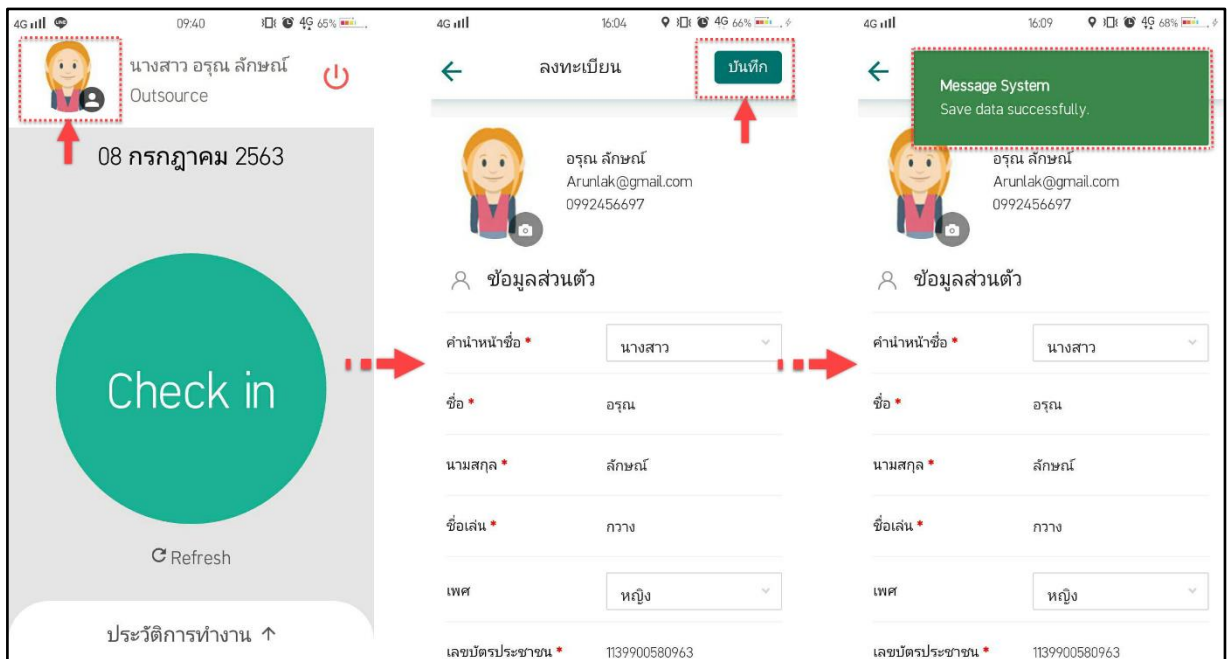 4G 09:40 4G 65%
นางสาว อรุณ ลักษณ์
Outsource
08 กรกฎาคม 2563
Check in
Refresh
ประวัติการทำงาน ↑
4G 16:04 4G 66%
ลงทะเบียน บันทึก
อรุณ ลักษณ์
Arunlak@gmail.com
0992456697
ข้อมูลส่วนตัว
คำนำหน้าชื่อ * นางสาว
ชื่อ * อรุณ
นามสกุล * ลักษณ์
ชื่อเล่น * กวาง
เพศ หญิง
เลขบัตรประชาชน * 1139900580963
4G 16:09 4G 68%
Message System
Save data successfully.
อรุณ ลักษณ์
Arunlak@gmail.com
0992456697
ข้อมูลส่วนตัว
คำนำหน้าชื่อ * นางสาว
ชื่อ * อรุณ
นามสกุล * ลักษณ์
ชื่อเล่น * กวาง
เพศ หญิง
เลขบัตรประชาชน * 1139900580963